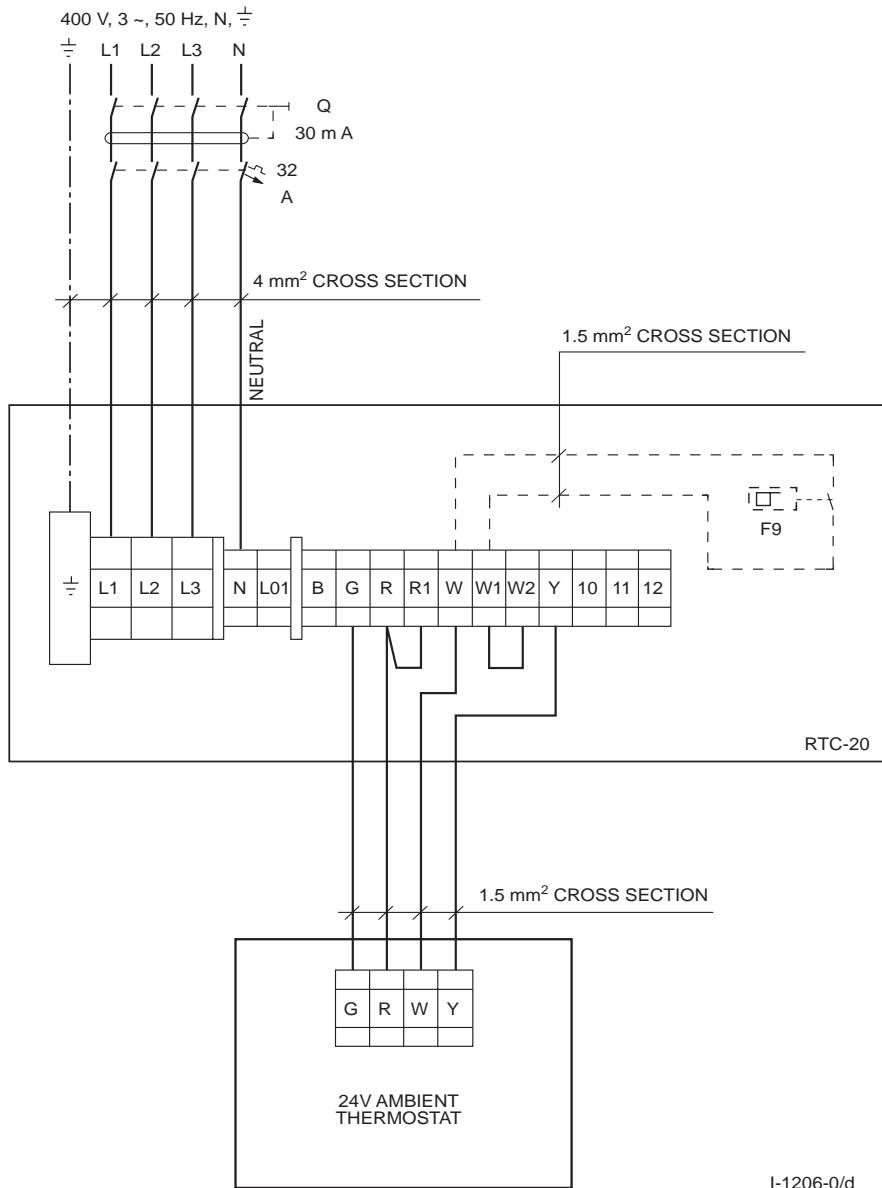 400 V, 3 ~, 50 Hz, N,
L1 L2 L3 N
Q
30 m A
32
A
4 mm² CROSS SECTION
NEUTRAL
1.5 mm² CROSS SECTION
F9
L1 L2 L3 N L01 B G R R1 W W1 W2 Y 10 11 12
RTC-20
1.5 mm² CROSS SECTION
G R W Y
24V AMBIENT
THERMOSTAT
I-1206-0/d